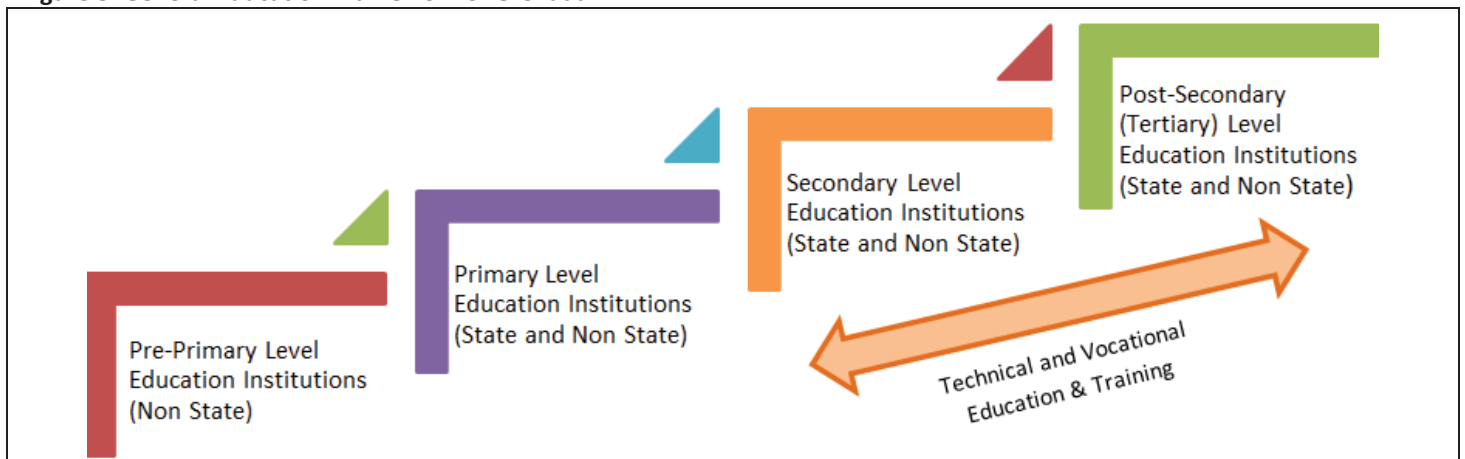 Pre-Primary Level
Education Institutions
(Non State)
Primary Level
Education Institutions
(State and Non State)
Secondary Level
Education Institutions
(State and Non State)
Post-Secondary
(Tertiary) Level
Education Institutions
(State and Non State)
Technical and Vocational
Education & Training